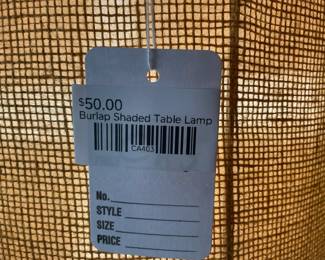 $50.00
Burlap Shaded Table Lamp
CA403
No.
STYLE
SIZE
PRICE